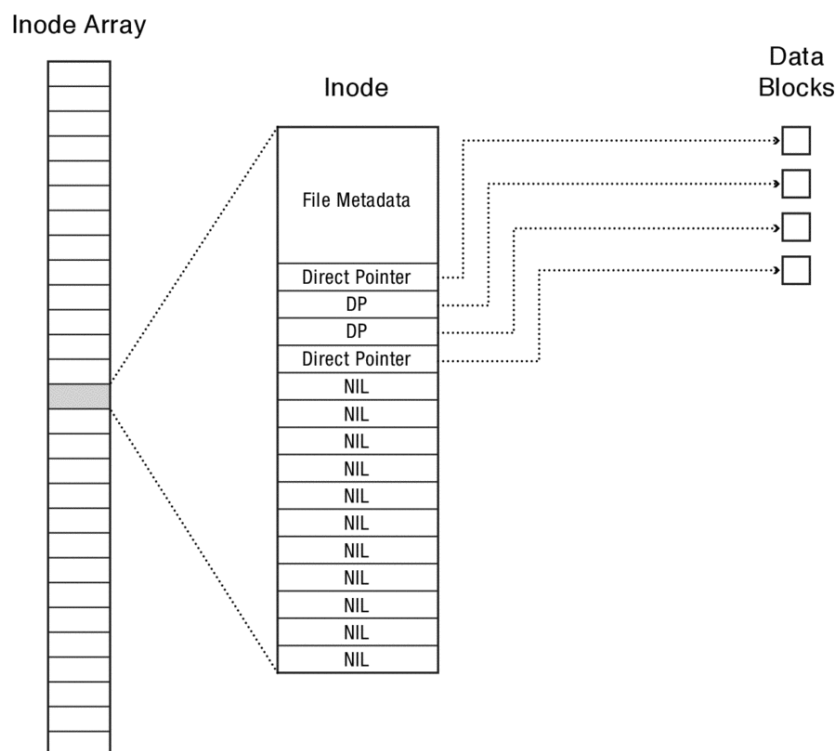 Inode Array
Inode
Data
Blocks
File Metadata
Direct Pointer
DP
DP
Direct Pointer
NIL
NIL
NIL
NIL
NIL
NIL
NIL
NIL
NIL
NIL
NIL